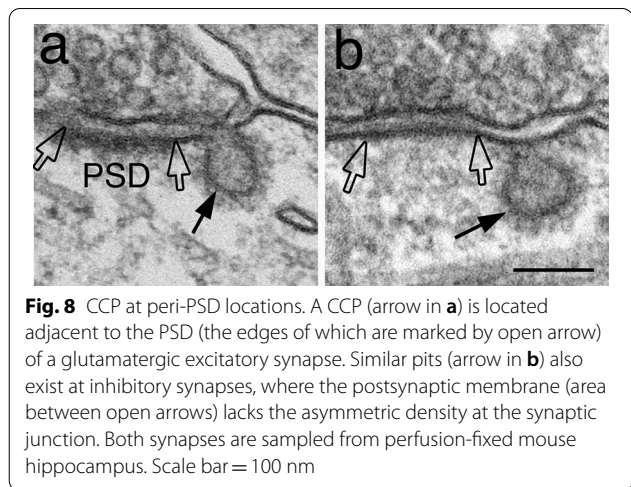 a
b
PSD
Fig. 8 CCP at peri-PSD locations. A CCP (arrow in a) is located
adjacent to the PSD (the edges of which are marked by open arrow)
of a glutamatergic excitatory synapse. Similar pits (arrow in b) also
exist at inhibitory synapses, where the postsynaptic membrane (area
between open arrows) lacks the asymmetric density at the synaptic
junction. Both synapses are sampled from perfusion-fixed mouse
hippocampus. Scale bar = 100 nm